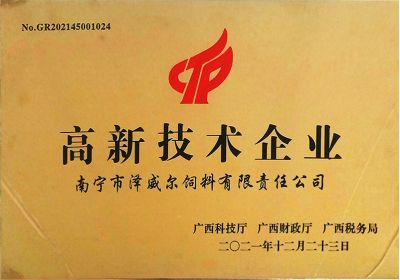 No.GR202145001024
CTP
高新技术企业
南宁市泽威尔饲料有限责任公司
广西科技厅 广西财政厅 广西税务局
二〇二一年十二月二十三日